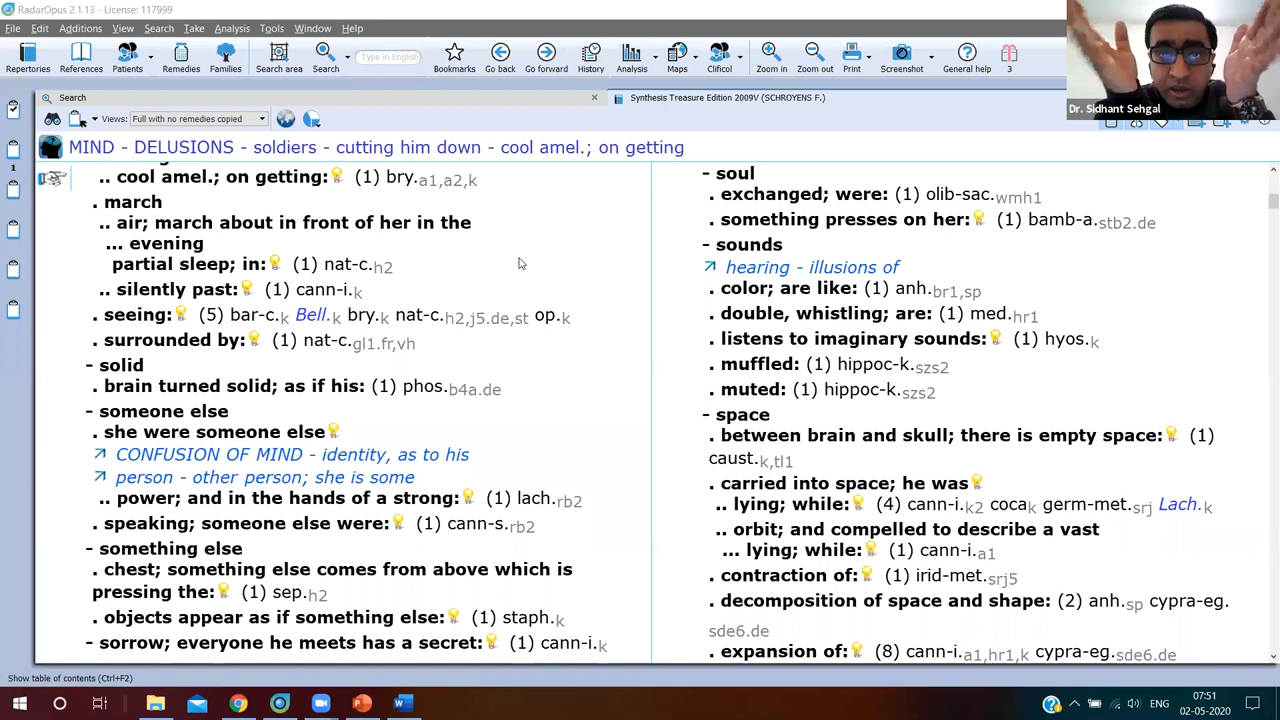 RadarOpus 2.1.13 - License: 117999
File Edit Additions View Search Take Analysis Tools Window Help
Repertories References Patients Remedies Families Search area Search Type in English Bookmarks Go back Go forward History Analysis Maps Clificol Zoom in Zoom out Print Screenshot General help 3
Dr. Sidhant Sehgal
Search
Synthesis Treasure Edition 2009V (SCHROYENS F.)
Views: Full with no remedies copied
MIND - DELUSIONS - soldiers - cutting him down - cool amel.; on getting
1
.. cool amel.; on getting: (1) bry.a1,a2,k
. march
.. air; march about in front of her in the
... evening
partial sleep; in: (1) nat-c.h2
.. silently past: (1) cann-i.k
. seeing: (5) bar-c.k Bell.k bry.k nat-c.h2,j5.de,st op.k
. surrounded by: (1) nat-c.gl1.fr,vh
- solid
. brain turned solid; as if his: (1) phos.b4a.de
- someone else
. she were someone else
CONFUSION OF MIND - identity, as to his
person - other person; she is some
.. power; and in the hands of a strong: (1) lach.rb2
. speaking; someone else were: (1) cann-s.rb2
- something else
. chest; something else comes from above which is
pressing the: (1) sep.h2
. objects appear as if something else: (1) staph.k
- sorrow; everyone he meets has a secret: (1) cann-i.k
- soul
. exchanged; were: (1) olib-sac.wmh1
. something presses on her: (1) bamb-a.stb2.de
- sounds
hearing - illusions of
. color; are like: (1) anh.br1,sp
. double, whistling; are: (1) med.hr1
. listens to imaginary sounds: (1) hyos.k
. muffled: (1) hippoc-k.szs2
. muted: (1) hippoc-k.szs2
- space
. between brain and skull; there is empty space: (1)
caust.k,tl1
. carried into space; he was
.. lying; while: (4) cann-i.k2 cocak germ-met.srj Lach.k
.. orbit; and compelled to describe a vast
... lying; while: (1) cann-i.a1
. contraction of: (1) irid-met.srj5
. decomposition of space and shape: (2) anh.sp cypra-eg.
sde6.de
. expansion of: (8) cann-i.a1,hr1,k cypra-eg.sde6.de
Show table of contents (Ctrl+F2)
ENG
07:51
02-05-2020